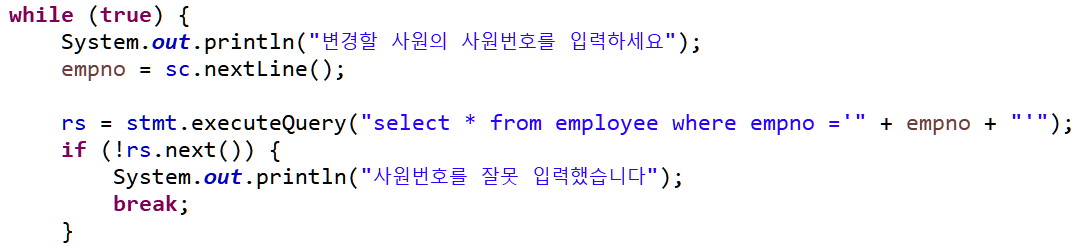 while (true) {
System.out.println("변경할 사원의 사원번호를 입력하세요");
empno = sc.nextLine();
rs = stmt.executeQuery("select * from employee where empno ='" + empno + "'");
if (!rs.next()) {
System.out.println("사원번호를 잘못 입력했습니다");
break;
}